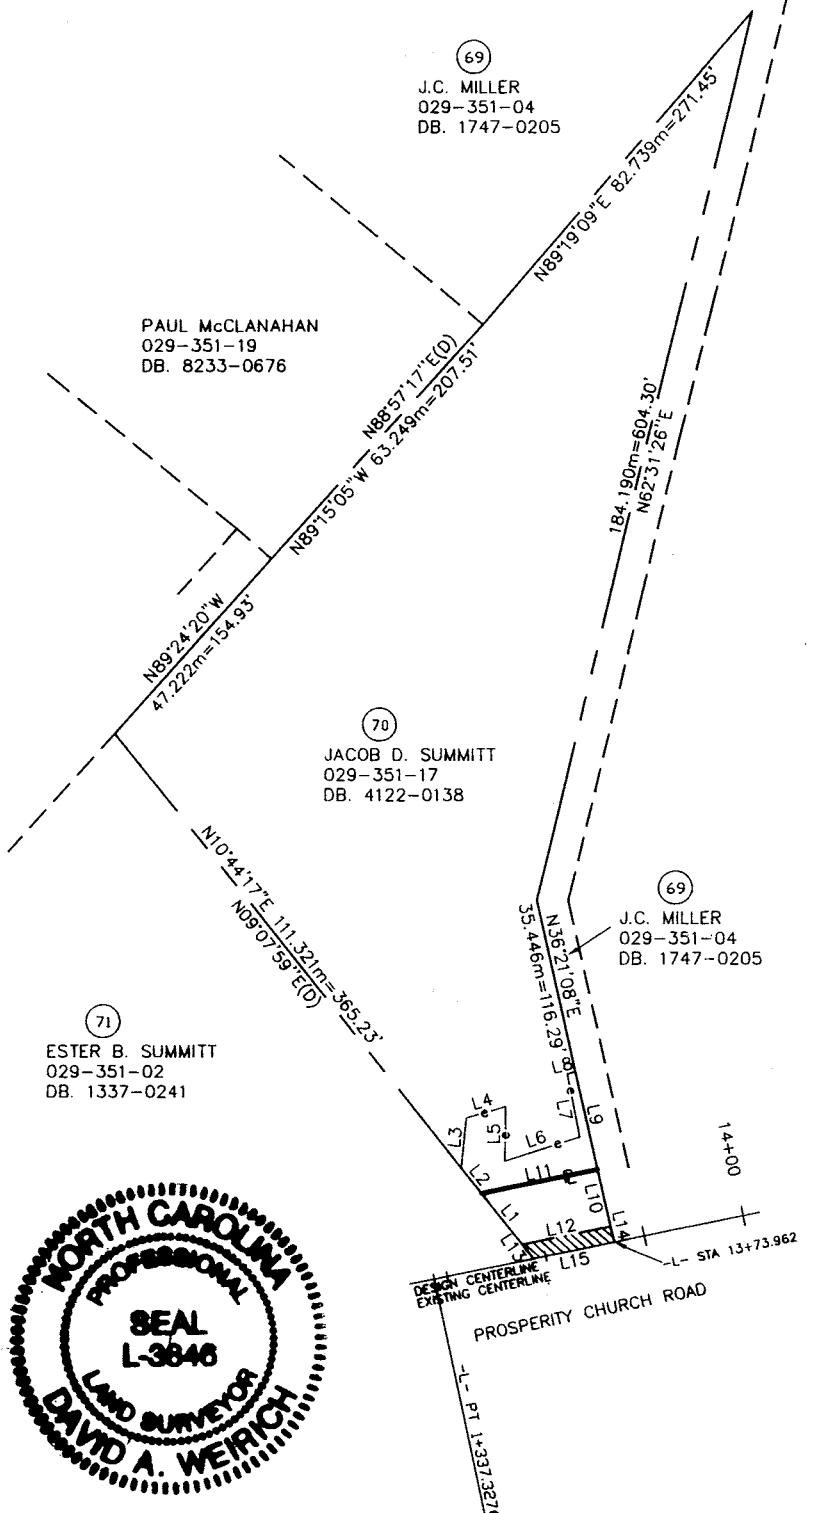 69
J.C. MILLER
029-351-04
DB. 1747-0205
N89°19'09"E 82.739m=271.45'
PAUL McCLANAHAN
029-351-19
DB. 8233-0676
N88°57'17"E(D)
N89°15'05"W 63.249m=207.51'
184.190m=604.30'
N62°31'26"E
N89°24'20"W
47.222m=154.93'
70
JACOB D. SUMMITT
029-351-17
DB. 4122-0138
N10°44'17"E 111.321m=365.23'
N09°07'59"E(D)
N36°21'08"E
35.446m=116.29'
69
J.C. MILLER
029-351-04
DB. 1747-0205
71
ESTER B. SUMMITT
029-351-02
DB. 1337-0241
L8
L4
e
e
L7
L9
L3
L5
e
L6
e
L2
L11
L10
L1
14+00
L12
L14
L13
L15
-L- STA 13+73.962
DESIGN CENTERLINE
EXISTING CENTERLINE
PROSPERITY CHURCH ROAD
-L- PT 1+337.327
NORTH CAROLINA
PROFESSIONAL
SEAL
L-3846
LAND SURVEYOR
DAVID A. WEIRICH